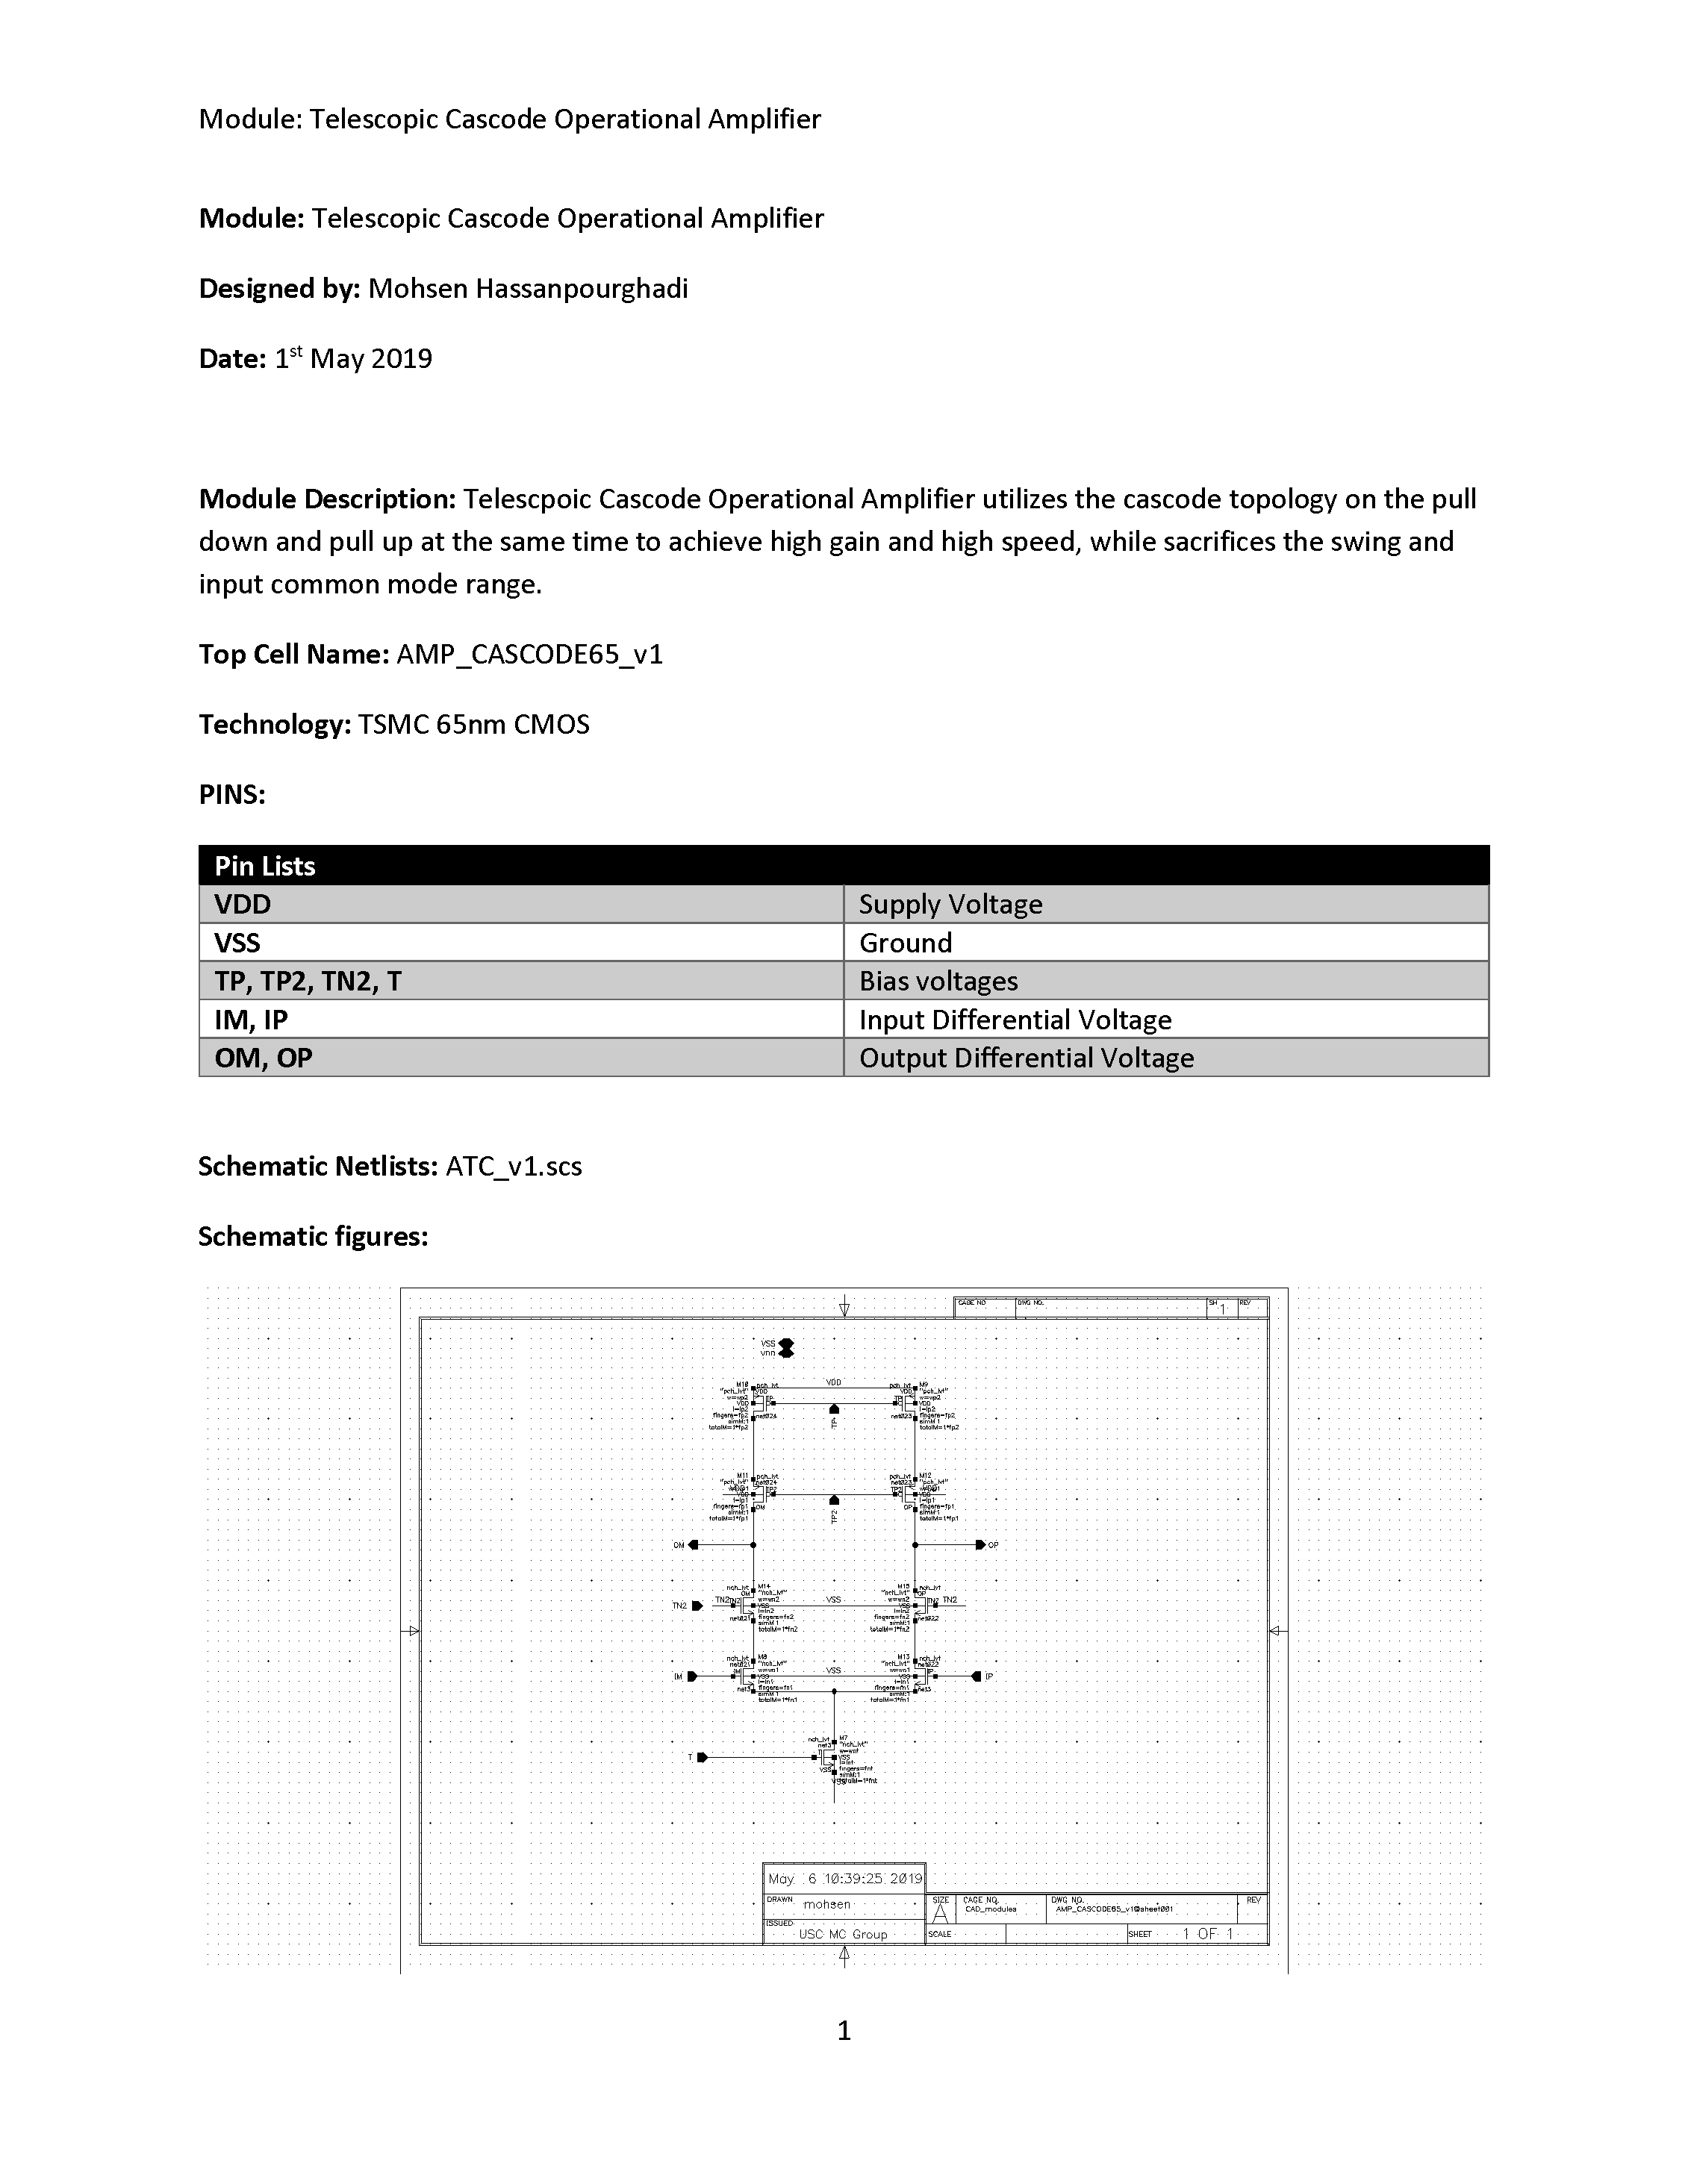 Module: Telescopic Cascode Operational Amplifier
Module: Telescopic Cascode Operational Amplifier
Designed by: Mohsen Hassanpourghadi
Date: 1st May 2019
Module Description: Telescpoic Cascode Operational Amplifier utilizes the cascode topology on the pull
down and pull up at the same time to achieve high gain and high speed, while sacrifices the swing and
input common mode range.
Top Cell Name: AMP_CASCODE65_v1
Technology: TSMC 65nm CMOS
PINS:
Pin Lists
VDD Supply Voltage
VSS Ground
TP, TP2, TN2, T Bias voltages
IM, IP Input Differential Voltage
OM, OP Output Differential Voltage
Schematic Netlists: ATC_v1.scs
Schematic figures:
CAGE NO DWG NO. SH 1 REV
VSS
VDD
M10 pch_lvt
pch_lvt M9
TP
M11 pch_lvt
pch_lvt M12
TP2
OM OP
nch_lvt M14
M15 nch_lvt
TN2 VSS TN2
nch_lvt M8
M13 nch_lvt
IM VSS IP
nch_lvt M7
T
May 6 10:39:25 2019
DRAWN mohsen
ISSUED USC MC Group
SIZE A CAGE NO. CAD_modules DWG NO. AMP_CASCODE65_v1@sheet001 REV
SCALE SHEET 1 OF 1
1